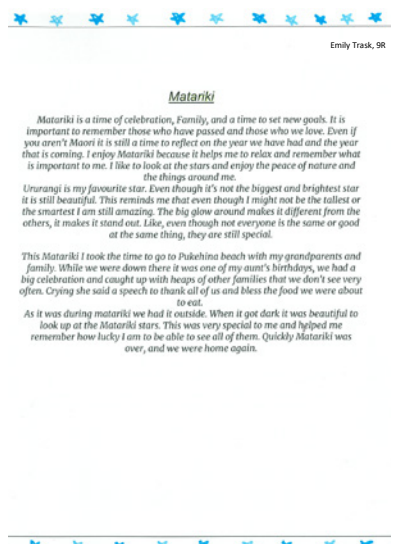 Emily Trask, 9R
Matariki
Matariki is a time of celebration, Family, and a time to set new goals. It is
important to remember those who have passed and those who we love. Even if
you aren't Maori it is still a time to reflect on the year we have had and the year
that is coming. I enjoy Matariki because it helps me to relax and remember what
is important to me. I like to look at the stars and enjoy the peace of nature and
the things around me.
Ururangi is my favourite star. Even though it's not the biggest and brightest star
it is still beautiful. This reminds me that even though I might not be the tallest or
the smartest I am still amazing. The big glow around makes it different from the
others, it makes it stand out. Like, even though not everyone is the same or good
at the same thing, they are still special.
This Matariki I took the time to go to Pukehina beach with my grandparents and
family. While we were down there it was one of my aunt's birthdays, we had a
big celebration and caught up with heaps of other families that we don't see very
often. Crying she said a speech to thank all of us and bless the food we were about
to eat.
As it was during matariki we had it outside. When it got dark it was beautiful to
look up at the Matariki stars. This was very special to me and helped me
remember how lucky I am to be able to see all of them. Quickly Matariki was
over, and we were home again.